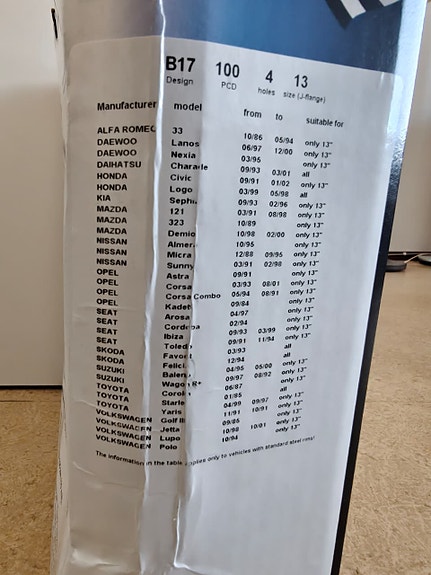 B17 100 4 13
Design PCD holes size (J-flange)
Manufacturer model from to suitable for
ALFA ROMEO 33 10/86 05/94 only 13"
DAEWOO Lanos 06/97 12/00 only 13"
DAEWOO Nexia 03/95 only 13"
DAIHATSU Charade 09/93 03/01 all
HONDA Civic 09/91 01/02 only 13"
HONDA Logo 03/99 05/98 all
KIA Sephi 09/93 02/96 only 13"
MAZDA 121 03/91 08/98 only 13"
MAZDA 323 10/89 only 13"
MAZDA Demio 10/98 02/00 only 13"
NISSAN Almera 10/95 only 13"
NISSAN Micra 12/88 09/95 only 13"
NISSAN Sunny 03/91 02/98 only 13"
OPEL Astra 09/91 only 13"
OPEL Corsa 03/93 08/01 only 13"
OPEL Corsa Combo 05/94 08/91 only 13"
OPEL Kadett 09/84 only 13"
SEAT Arosa 04/97 only 13"
SEAT Cordoba 02/94 only 13"
SEAT Ibiza 09/93 03/99 only 13"
SEAT Toledo 09/91 11/94 only 13"
SKODA Favorit 03/93 all
SKODA Felicia 12/94 all
SUZUKI Baleno 04/95 05/00 only 13"
SUZUKI Wagon R+ 09/97 08/92 only 13"
TOYOTA Corolla 06/87 all
TOYOTA Starlet 01/85 all
TOYOTA Yaris 04/99 09/97 only 13"
VOLKSWAGEN Golf II 11/91 10/91 only 13"
VOLKSWAGEN Jetta 09/86 only 13"
VOLKSWAGEN Lupo 10/98 10/01 only 13"
VOLKSWAGEN Polo 10/94
The information in the table applies only to vehicles with standard steel rims!